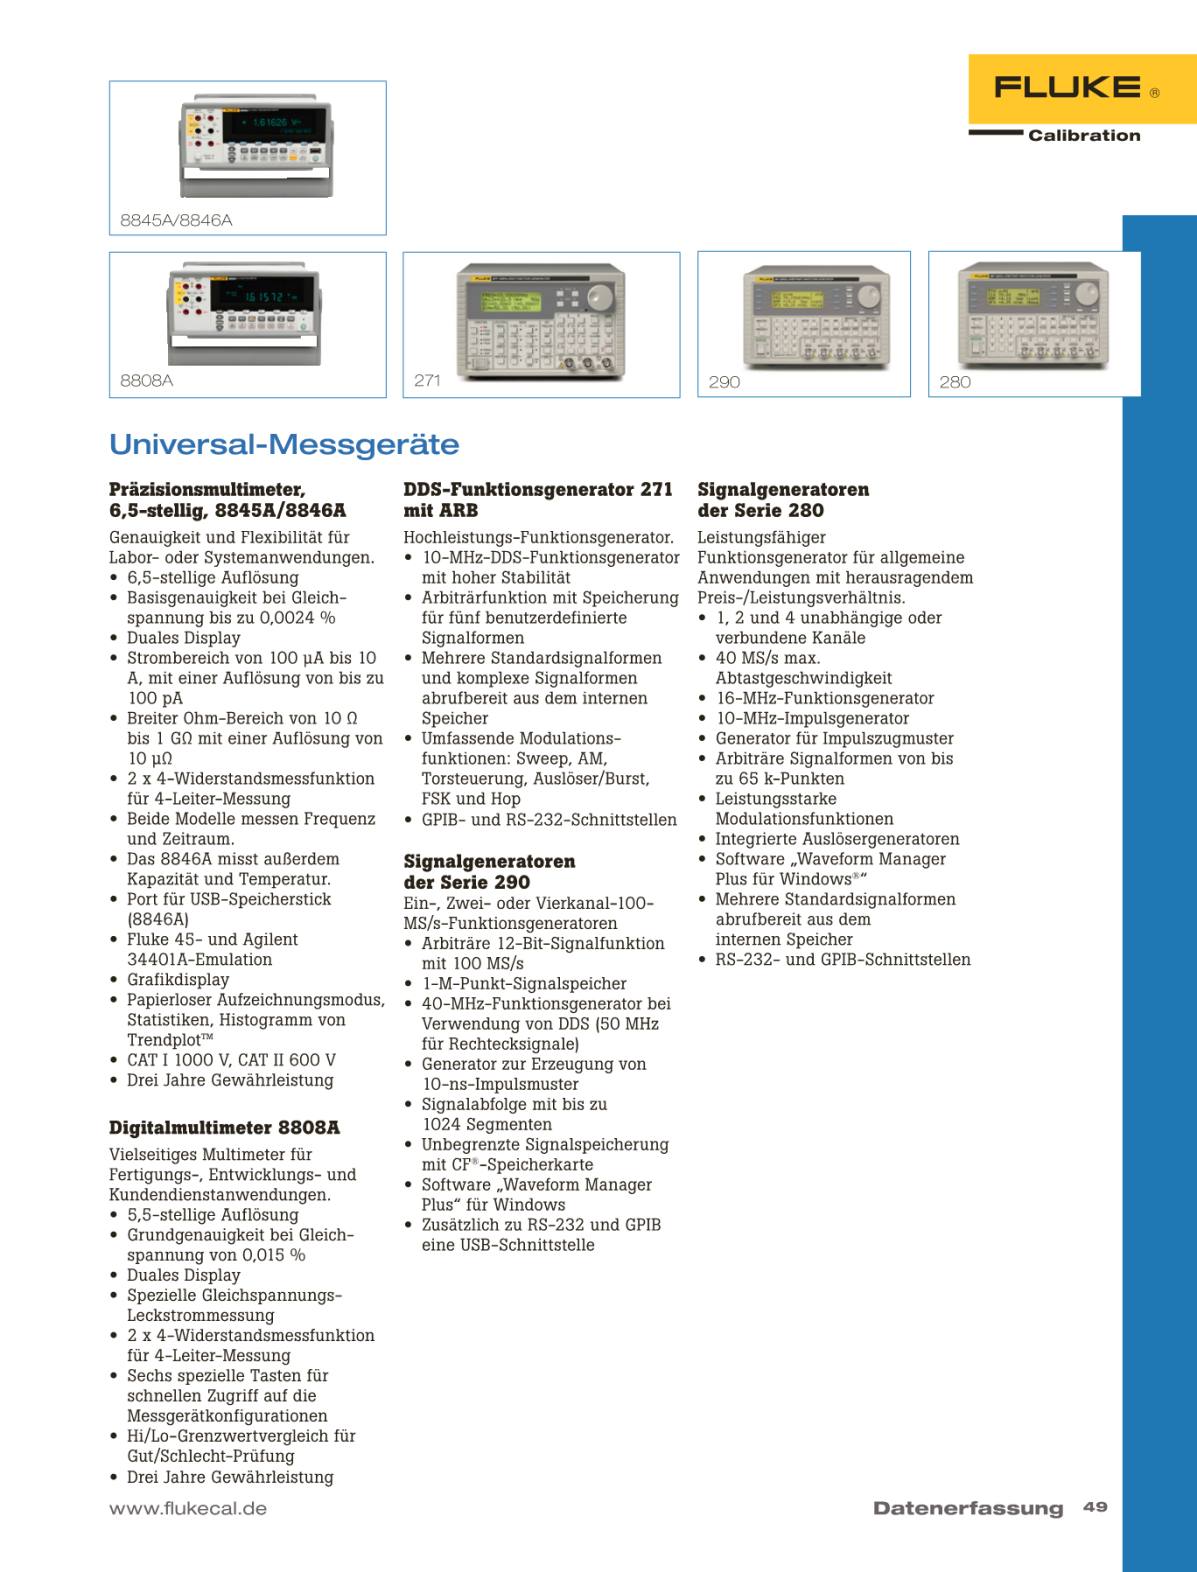 FLUKE ®
Calibration
8845A/8846A
8808A
271
290
280
Universal-Messgeräte
Präzisionsmultimeter,
6,5-stellig, 8845A/8846A
Genauigkeit und Flexibilität für
Labor- oder Systemanwendungen.
• 6,5-stellige Auflösung
• Basisgenauigkeit bei Gleich-
spannung bis zu 0,0024 %
• Duales Display
• Strombereich von 100 µA bis 10
A, mit einer Auflösung von bis zu
100 pA
• Breiter Ohm-Bereich von 10 Ω
bis 1 GΩ mit einer Auflösung von
10 µΩ
• 2 x 4-Widerstandsmessfunktion
für 4-Leiter-Messung
• Beide Modelle messen Frequenz
und Zeitraum.
• Das 8846A misst außerdem
Kapazität und Temperatur.
• Port für USB-Speicherstick
(8846A)
• Fluke 45- und Agilent
34401A-Emulation
• Grafikdisplay
• Papierloser Aufzeichnungsmodus,
Statistiken, Histogramm von
Trendplot™
• CAT I 1000 V, CAT II 600 V
• Drei Jahre Gewährleistung
Digitalmultimeter 8808A
Vielseitiges Multimeter für
Fertigungs-, Entwicklungs- und
Kundendienstanwendungen.
• 5,5-stellige Auflösung
• Grundgenauigkeit bei Gleich-
spannung von 0,015 %
• Duales Display
• Spezielle Gleichspannungs-
Leckstrommessung
• 2 x 4-Widerstandsmessfunktion
für 4-Leiter-Messung
• Sechs spezielle Tasten für
schnellen Zugriff auf die
Messgerätkonfigurationen
• Hi/Lo-Grenzwertvergleich für
Gut/Schlecht-Prüfung
• Drei Jahre Gewährleistung
DDS-Funktionsgenerator 271
mit ARB
Hochleistungs-Funktionsgenerator.
• 10-MHz-DDS-Funktionsgenerator
mit hoher Stabilität
• Arbiträrfunktion mit Speicherung
für fünf benutzerdefinierte
Signalformen
• Mehrere Standardsignalformen
und komplexe Signalformen
abrufbereit aus dem internen
Speicher
• Umfassende Modulations-
funktionen: Sweep, AM,
Torsteuerung, Auslöser/Burst,
FSK und Hop
• GPIB- und RS-232-Schnittstellen
Signalgeneratoren
der Serie 290
Ein-, Zwei- oder Vierkanal-100-
MS/s-Funktionsgeneratoren
• Arbiträre 12-Bit-Signalfunktion
mit 100 MS/s
• 1-M-Punkt-Signalspeicher
• 40-MHz-Funktionsgenerator bei
Verwendung von DDS (50 MHz
für Rechtecksignale)
• Generator zur Erzeugung von
10-ns-Impulsmuster
• Signalabfolge mit bis zu
1024 Segmenten
• Unbegrenzte Signalspeicherung
mit CF®-Speicherkarte
• Software „Waveform Manager
Plus“ für Windows
• Zusätzlich zu RS-232 und GPIB
eine USB-Schnittstelle
Signalgeneratoren
der Serie 280
Leistungsfähiger
Funktionsgenerator für allgemeine
Anwendungen mit herausragendem
Preis-/Leistungsverhältnis.
• 1, 2 und 4 unabhängige oder
verbundene Kanäle
• 40 MS/s max.
Abtastgeschwindigkeit
• 16-MHz-Funktionsgenerator
• 10-MHz-Impulsgenerator
• Generator für Impulszugmuster
• Arbiträre Signalformen von bis
zu 65 k-Punkten
• Leistungsstarke
Modulationsfunktionen
• Integrierte Auslösergeneratoren
• Software „Waveform Manager
Plus für Windows®“
• Mehrere Standardsignalformen
abrufbereit aus dem
internen Speicher
• RS-232- und GPIB-Schnittstellen
www.flukecal.de
Datenerfassung 49